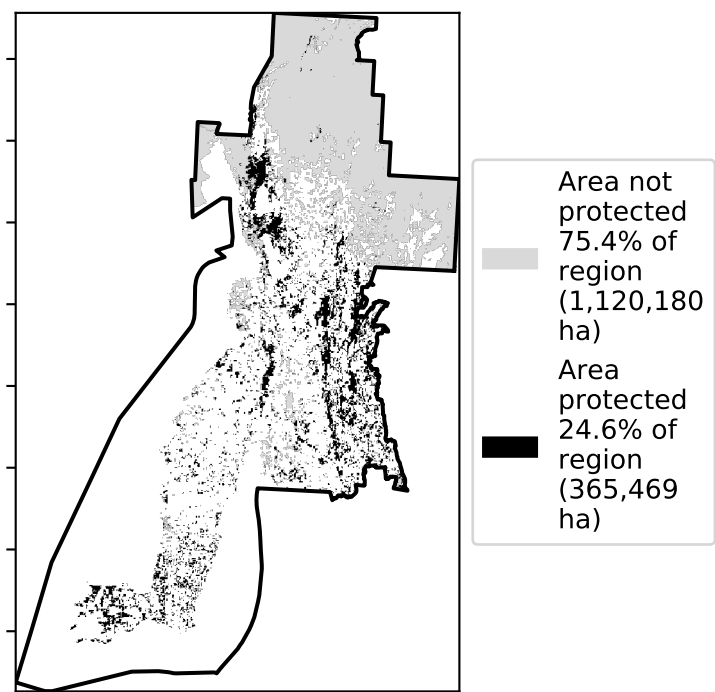 Area not
protected
75.4% of
region
(1,120,180
ha)
Area
protected
24.6% of
region
(365,469
ha)